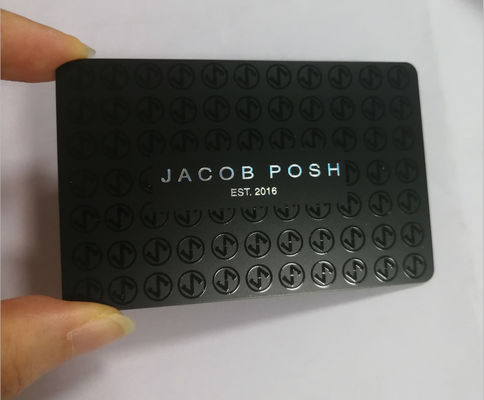 JACOB POSH
EST. 2016